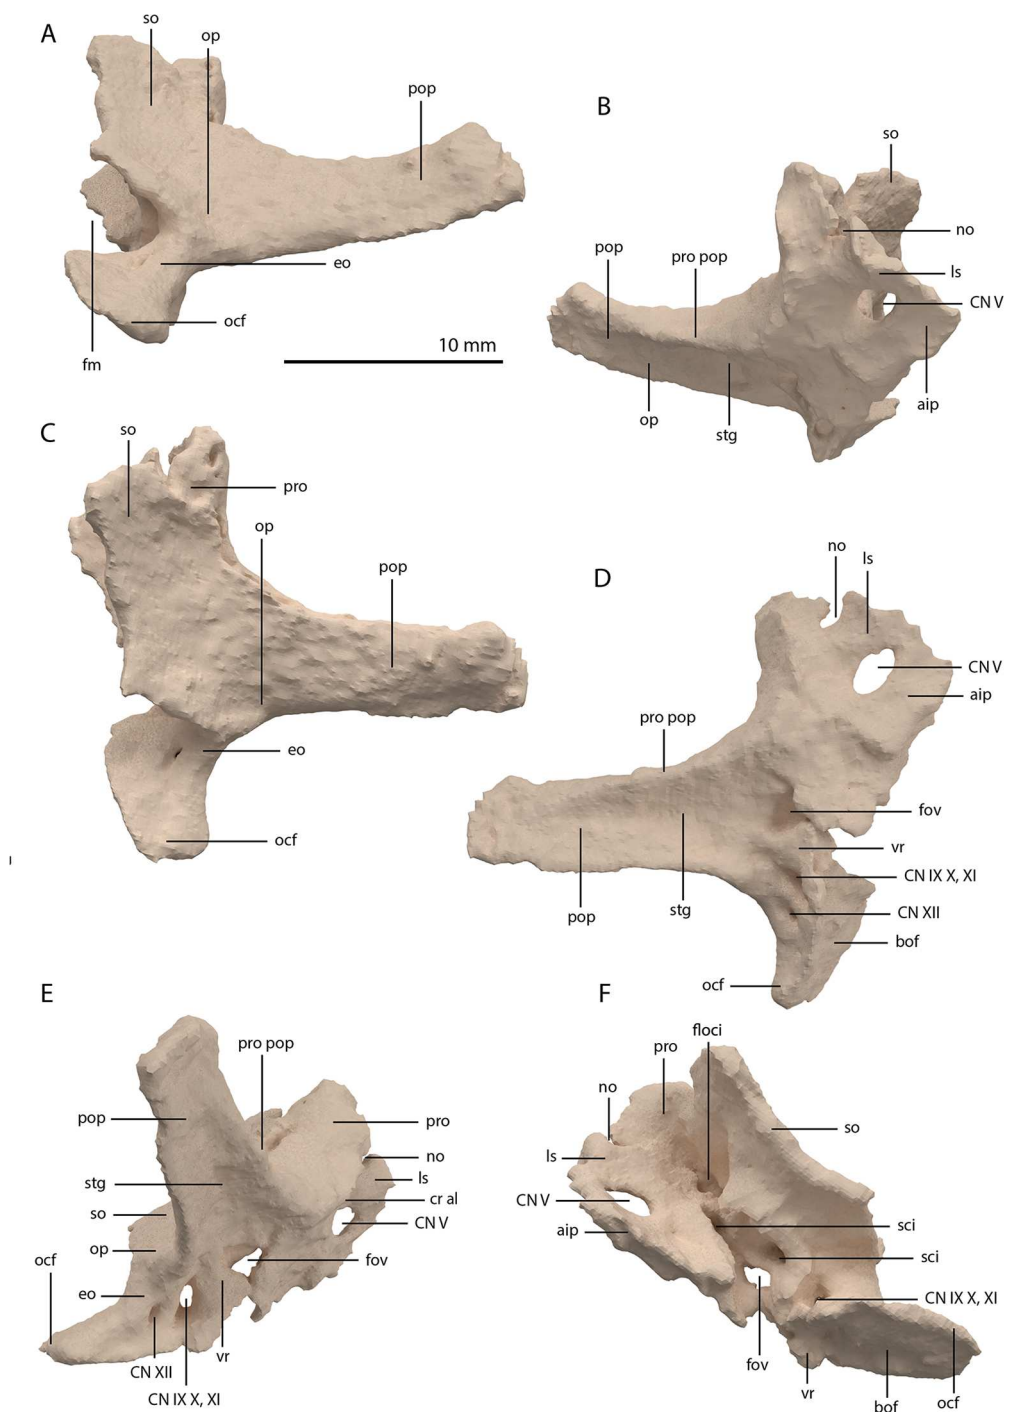 A
so
op
pop
eo
ocf
fm
10 mm
B
so
no
pop
pro pop
ls
CN V
op
stg
aip
C
so
pro
op
pop
eo
ocf
D
no
ls
CN V
aip
pro pop
fov
vr
CN IX X, XI
CN XII
pop
stg
bof
ocf
E
pro pop
pop
pro
no
stg
ls
cr al
so
CN V
op
ocf
fov
eo
vr
CN XII
CN IX X, XI
F
floci
pro
no
so
ls
CN V
aip
sci
sci
CN IX X, XI
fov
vr
bof
ocf